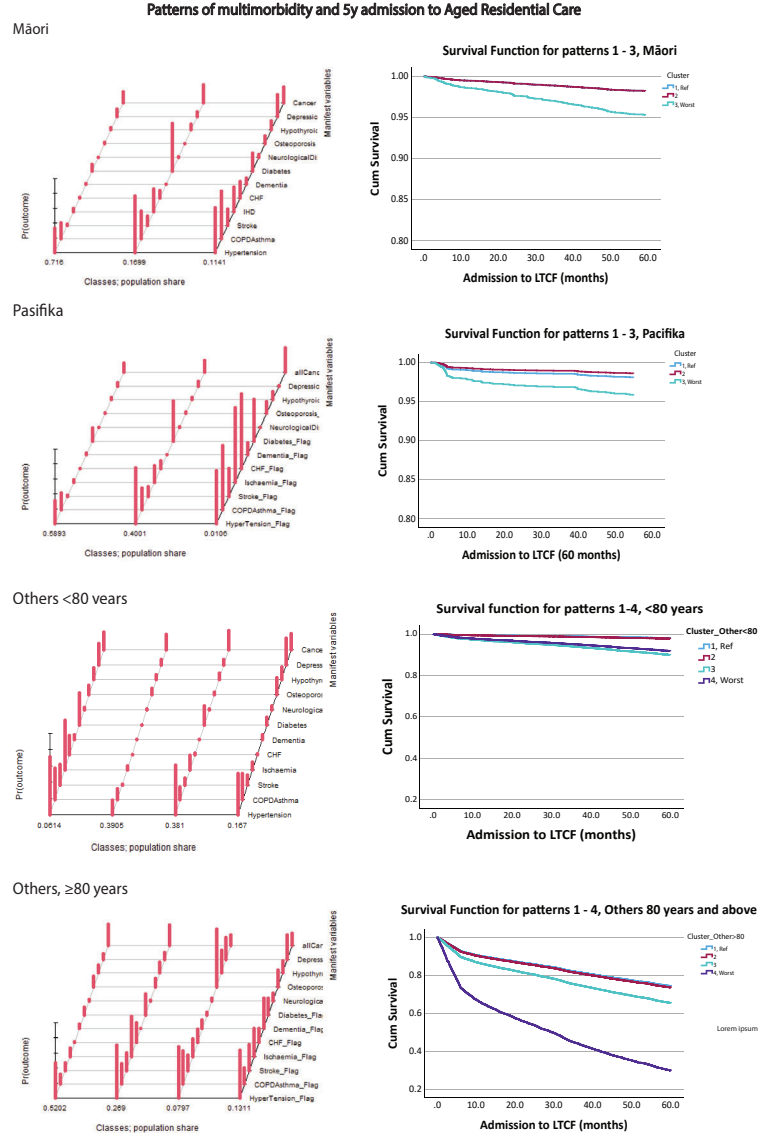 Patterns of multimorbidity and 5y admission to Aged Residential Care
Māori
Cancer
Depressic
Hypothyroic
Osteoporosis
NeurologicalDi:
Diabetes
Dementia
CHF
IHD
Stroke
COPDAsthma
Hypertension
Manifest variables
Pr(outcome)
0.716 0.1699 0.1141
Classes; population share
Survival Function for patterns 1 - 3, Māori
Cluster
1, Ref
2
3, Worst
1.00
0.95
0.90
0.85
0.80
Cum Survival
.0 10.0 20.0 30.0 40.0 50.0 60.0
Admission to LTCF (months)
Pasifika
allCanc
Depressic
Hypothyroic
Osteoporosis_
NeurologicalDi:
Diabetes_Flag
Dementia_Flag
CHF_Flag
Ischaemia_Flag
Stroke_Flag
COPDAsthma_Flag
HyperTension_Flag
Manifest variables
Pr(outcome)
0.5893 0.4001 0.0106
Classes; population share
Survival Function for patterns 1 - 3, Pacifika
Cluster
1, Ref
2
3, Worst
1.00
0.95
0.90
0.85
0.80
Cum Survival
.0 10.0 20.0 30.0 40.0 50.0 60.0
Admission to LTCF (60 months)
Others <80 years
Cance
Depress
Hypothyn
Osteoporos
Neurologica
Diabetes
Dementia
CHF
Ischaemia
Stroke
COPDAsthma
Hypertension
Manifest variables
Pr(outcome)
0.0614 0.3905 0.381 0.167
Classes; population share
Survival function for patterns 1-4, <80 years
Cluster_Other<80
1, Ref
2
3
4, Worst
1.0
0.8
0.6
0.4
0.2
Cum Survival
.0 10.0 20.0 30.0 40.0 50.0 60.0
Admission to LTCF (months)
Others, ≥80 years
allCar
Depress
Hypothyn
Osteoporos
Neurologica
Diabetes_Fla
Dementia_Flag
CHF_Flag
Ischaemia_Flag
Stroke_Flag
COPDAsthma_Flag
HyperTension_Flag
Manifest variables
Pr(outcome)
0.5202 0.269 0.0797 0.1311
Classes; population share
Survival Function for patterns 1 - 4, Others 80 years and above
Cluster_Other>80
1, Ref
2
3
4, Worst
1.0
0.8
0.6
0.4
0.2
Cum Survival
.0 10.0 20.0 30.0 40.0 50.0 60.0
Admission to LTCF (months)
Lorem ipsum